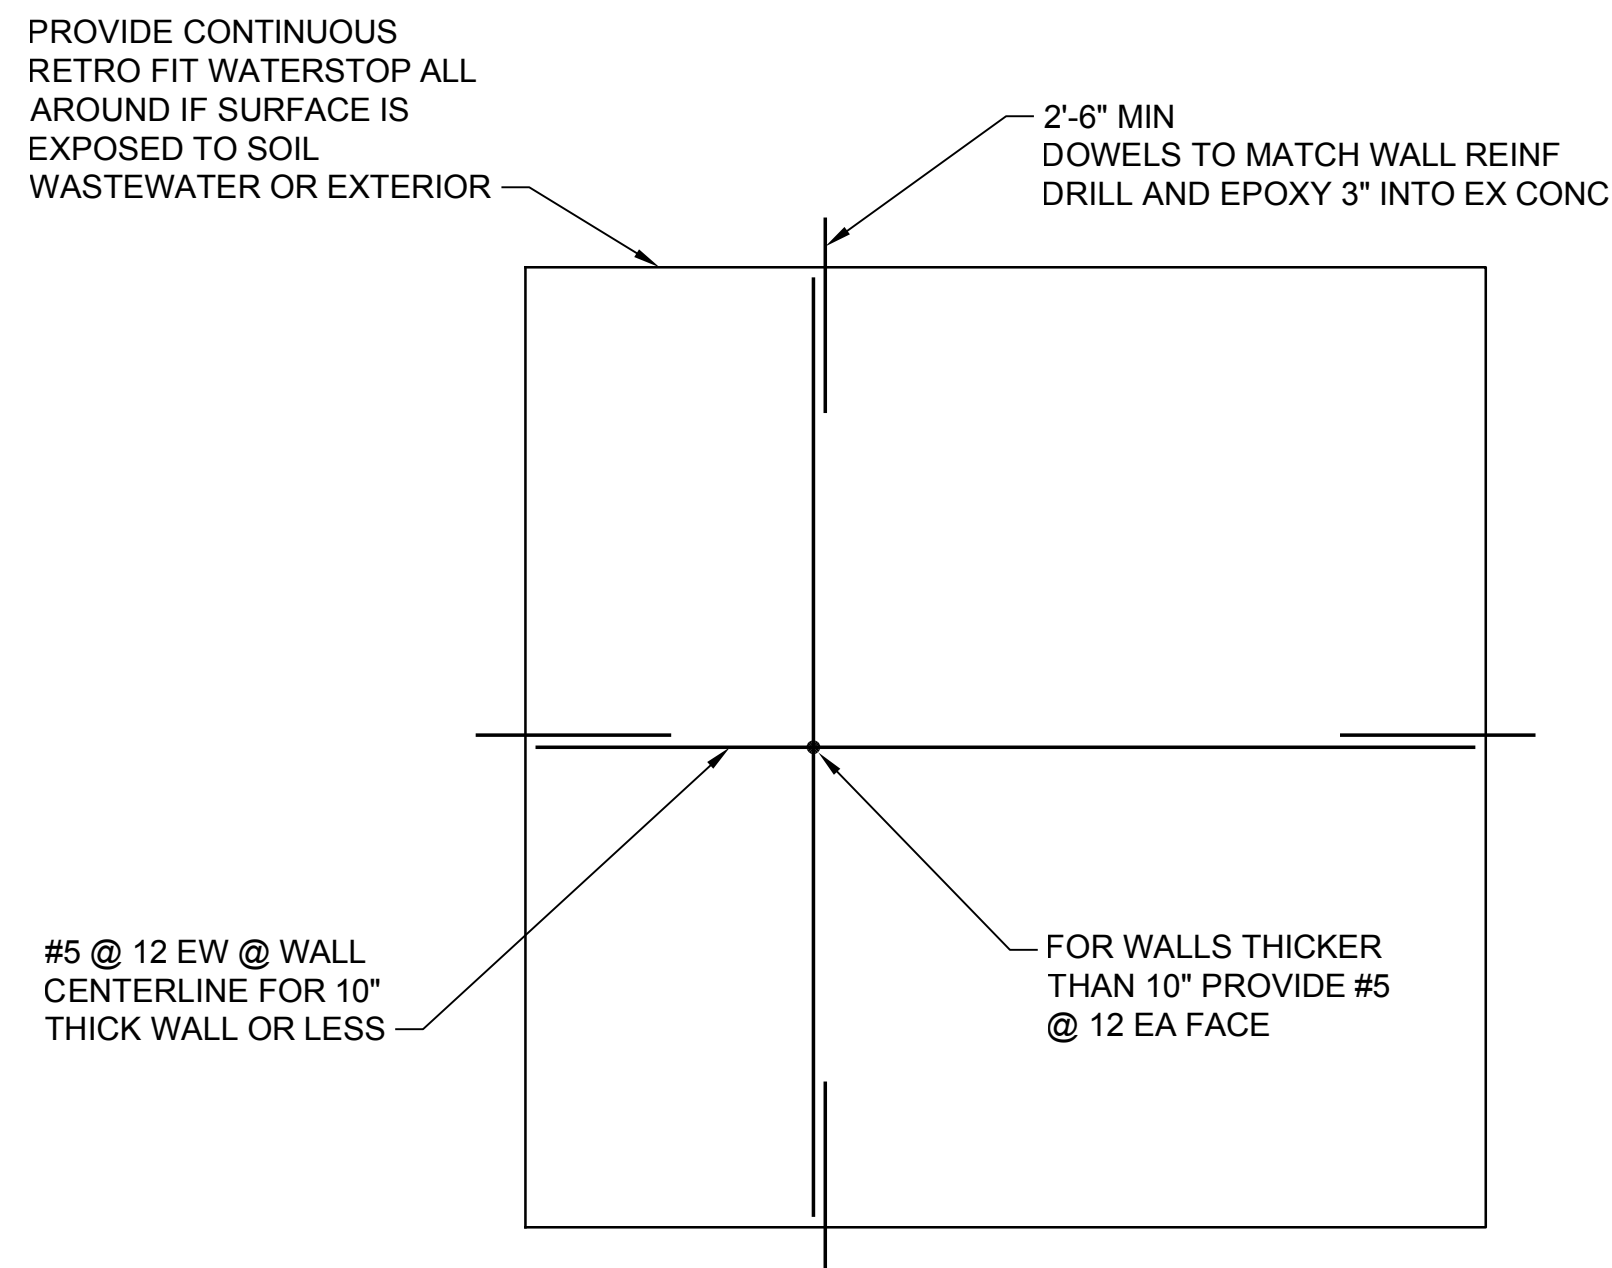 PROVIDE CONTINUOUS
RETRO FIT WATERSTOP ALL
AROUND IF SURFACE IS
EXPOSED TO SOIL
WASTEWATER OR EXTERIOR
2'-6" MIN
DOWELS TO MATCH WALL REINF
DRILL AND EPOXY 3" INTO EX CONC
#5 @ 12 EW @ WALL
CENTERLINE FOR 10"
THICK WALL OR LESS
FOR WALLS THICKER
THAN 10" PROVIDE #5
@ 12 EA FACE